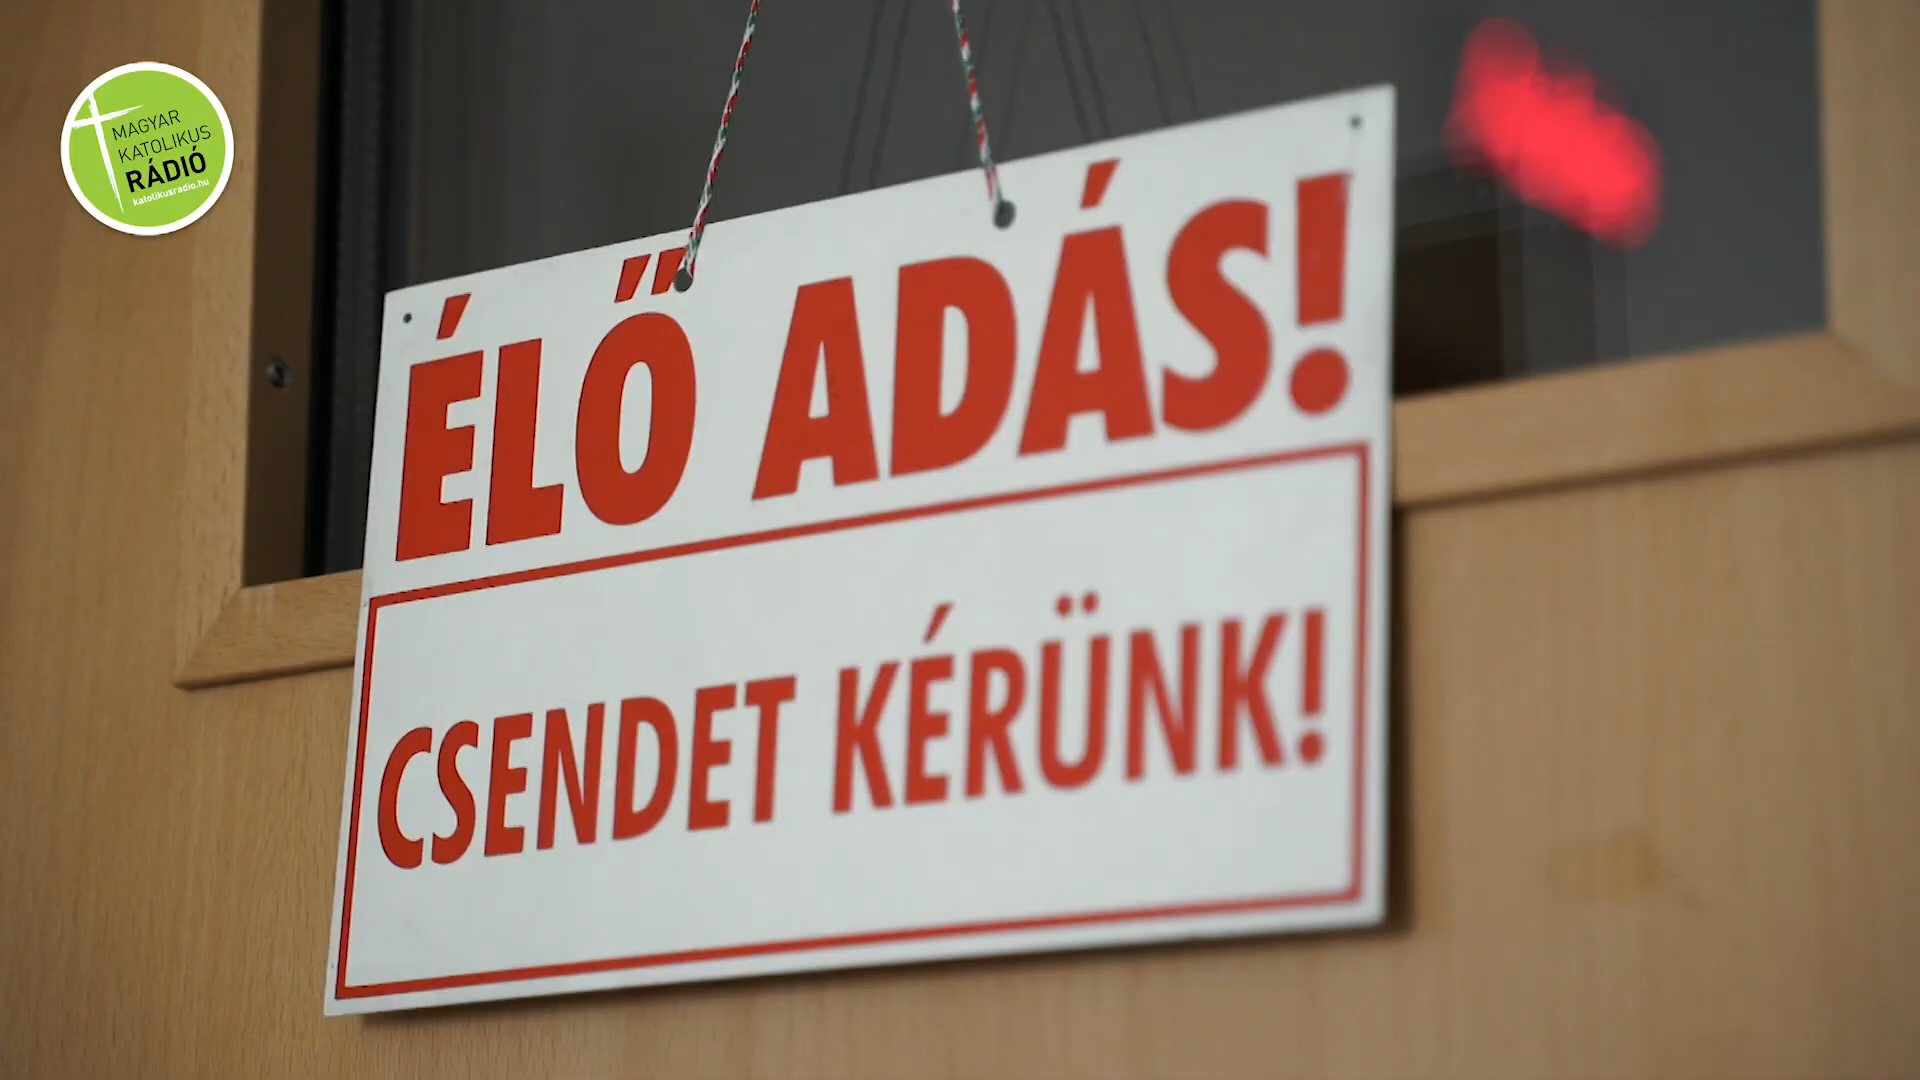 MAGYAR
KATOLIKUS
RÁDIÓ
katolikusradio.hu
ÉLŐ ADÁS!
CSENDET KÉRÜNK!